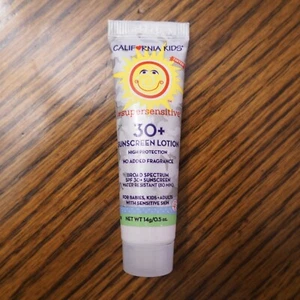 CALIFORNIA KIDS
#supersensitive
30+
SUNSCREEN LOTION
HIGH PROTECTION
NO ADDED FRAGRANCE
BROAD SPECTRUM
SPF 30+ SUNSCREEN
WATER RESISTANT (80 MIN.)
FOR BABIES, KIDS+ADULTS
WITH SENSITIVE SKIN
NET WT 14g/0.5 oz.